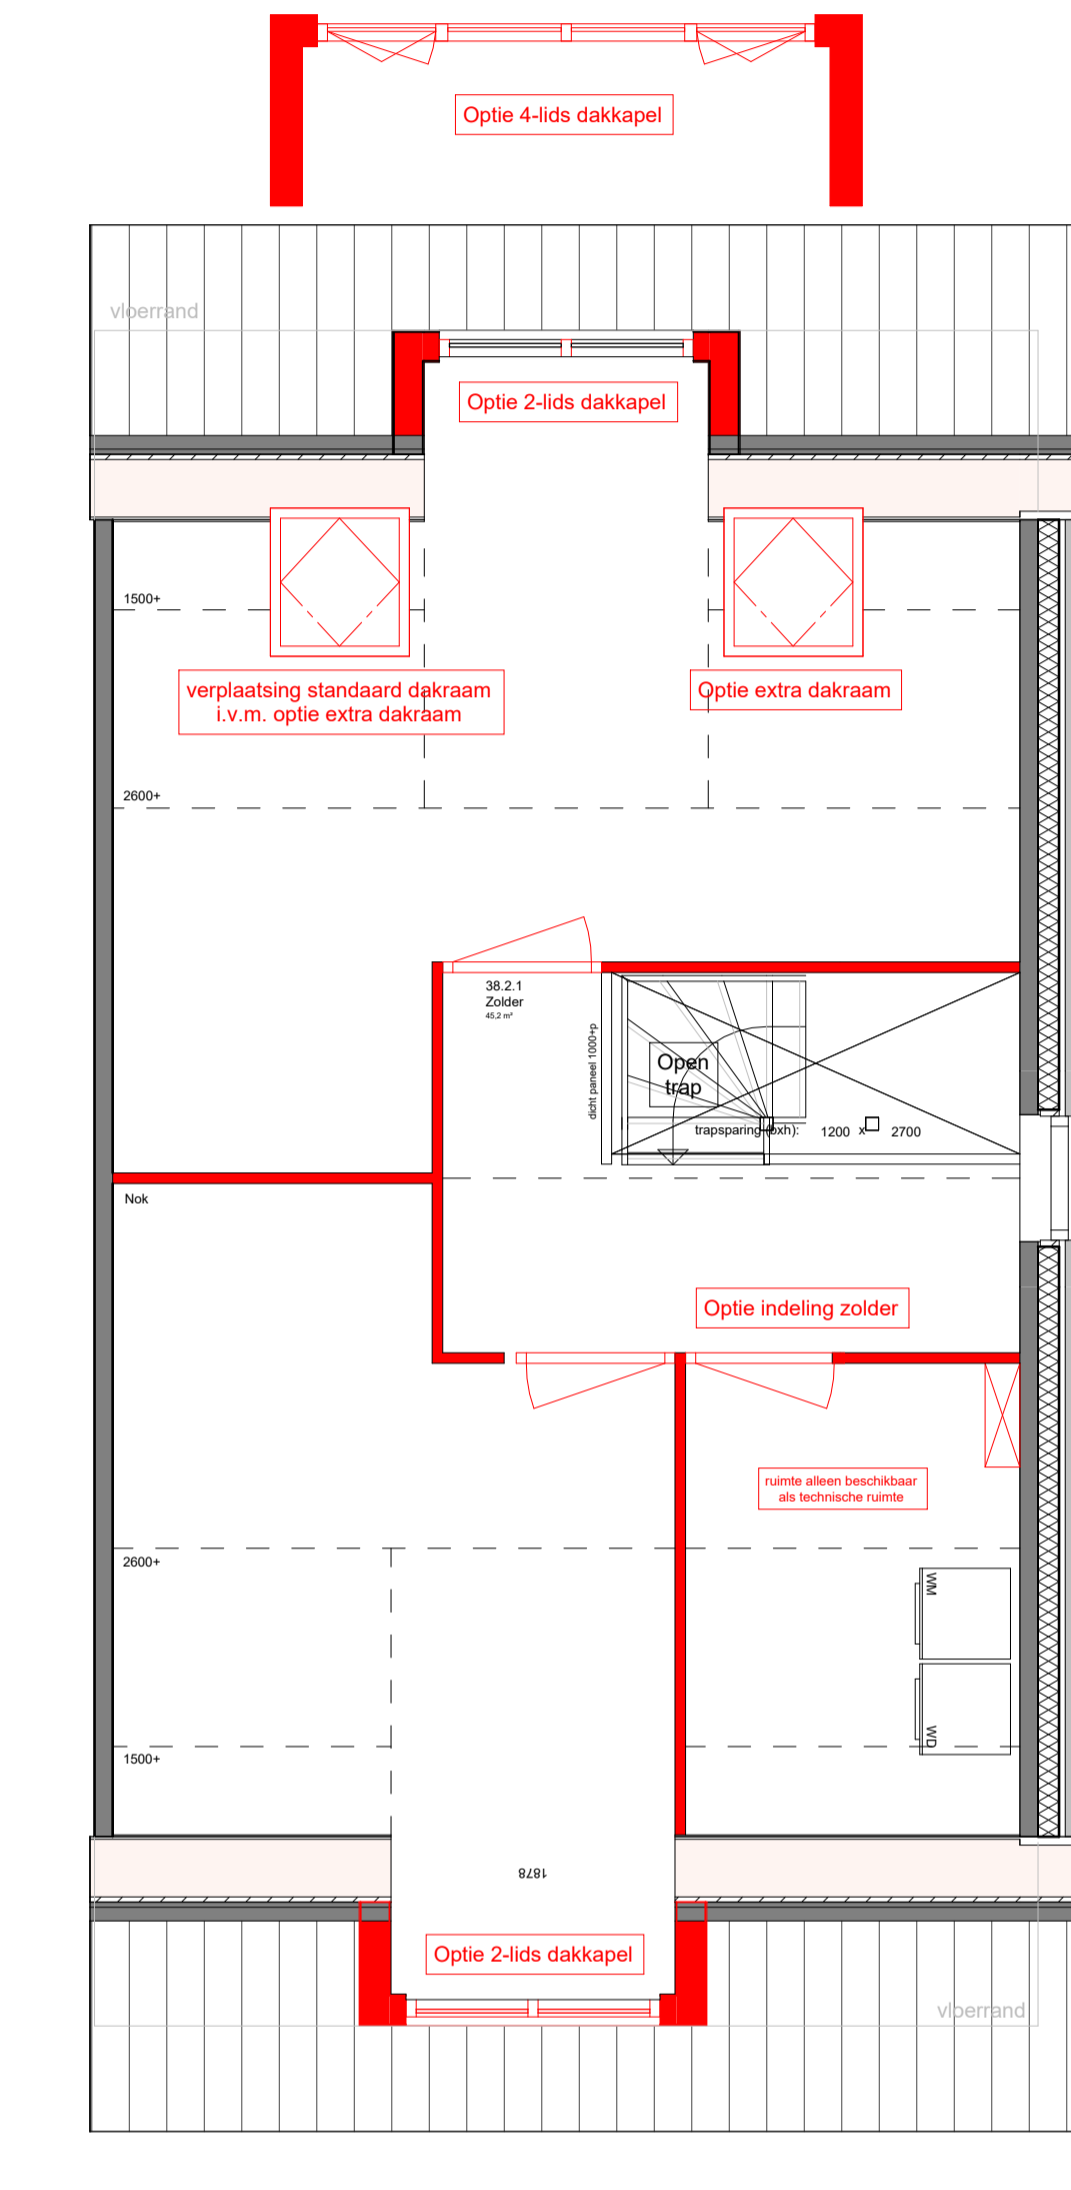 Optie 4-lids dakkapel
vloerrand
Optie 2-lids dakkapel
1500+
verplaatsing standaard dakraam
i.v.m. optie extra dakraam
Optie extra dakraam
2600+
38.2.1
Zolder
45,2 m²
dicht paneel 1000+p
Open
trap
trapsparing (bxh): 1200 x 2700
Nok
Optie indeling zolder
ruimte alleen beschikbaar
als technische ruimte
2600+
WM
WD
1500+
1878
Optie 2-lids dakkapel
vloerrand